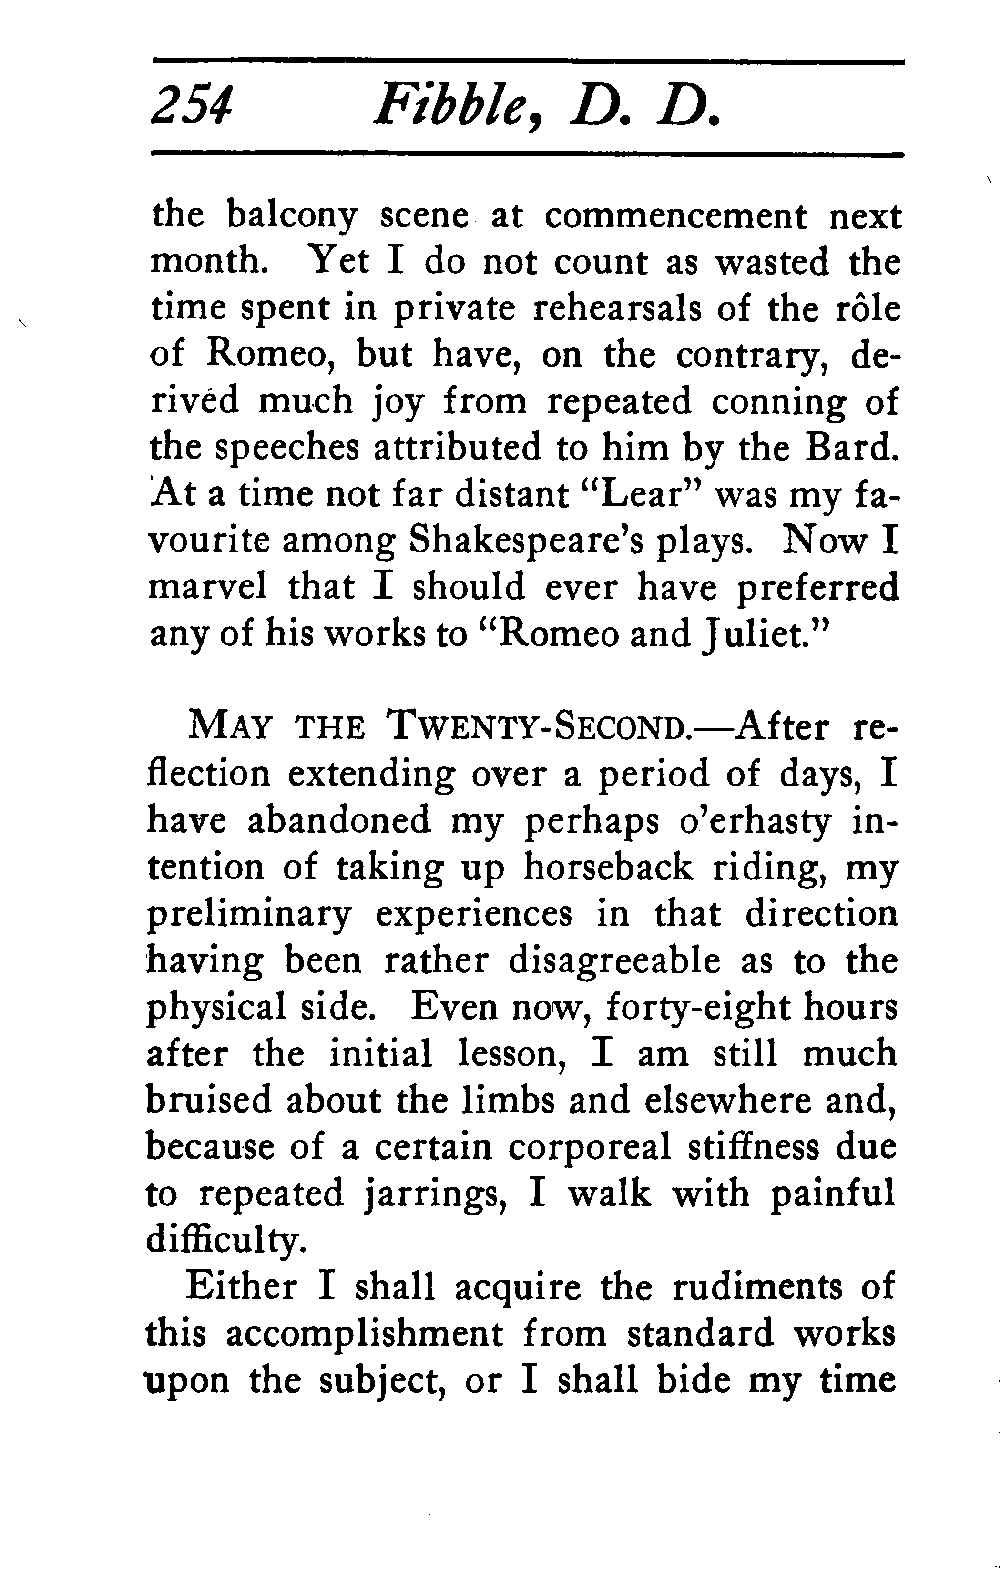 254 Fibble, D. D.
the balcony scene at commencement next
month. Yet I do not count as wasted the
time spent in private rehearsals of the rôle
of Romeo, but have, on the contrary, de-
rived much joy from repeated conning of
the speeches attributed to him by the Bard.
At a time not far distant “Lear” was my fa-
vourite among Shakespeare’s plays. Now I
marvel that I should ever have preferred
any of his works to “Romeo and Juliet.”
MAY THE TWENTY-SECOND.—After re-
flection extending over a period of days, I
have abandoned my perhaps o’erhasty in-
tention of taking up horseback riding, my
preliminary experiences in that direction
having been rather disagreeable as to the
physical side. Even now, forty-eight hours
after the initial lesson, I am still much
bruised about the limbs and elsewhere and,
because of a certain corporeal stiffness due
to repeated jarrings, I walk with painful
difficulty.
Either I shall acquire the rudiments of
this accomplishment from standard works
upon the subject, or I shall bide my time